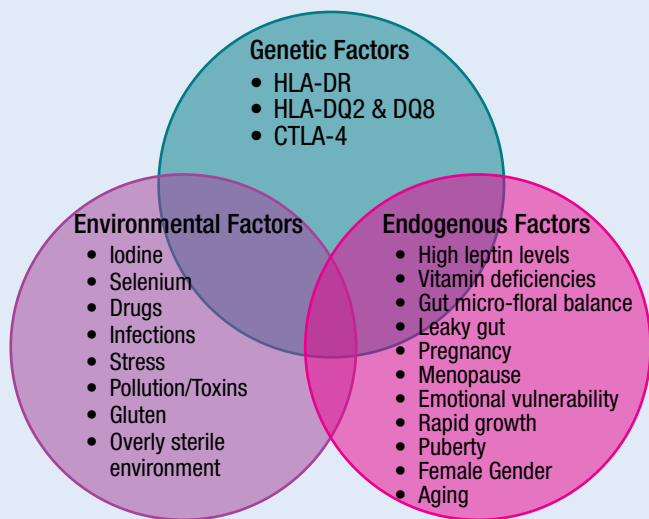 Genetic Factors
• HLA-DR
• HLA-DQ2 & DQ8
• CTLA-4
Environmental Factors
• Iodine
• Selenium
• Drugs
• Infections
• Stress
• Pollution/Toxins
• Gluten
• Overly sterile
environment
Endogenous Factors
• High leptin levels
• Vitamin deficiencies
• Gut micro-floral balance
• Leaky gut
• Pregnancy
• Menopause
• Emotional vulnerability
• Rapid growth
• Puberty
• Female Gender
• Aging